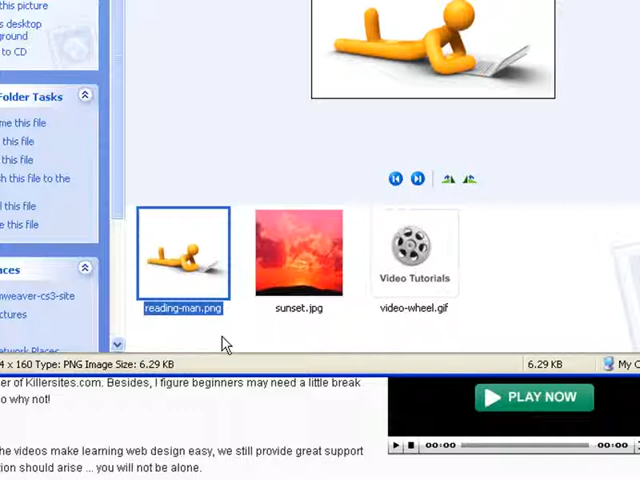 this picture
s desktop
ground
to CD
Folder Tasks
me this file
this file
this file
sh this file to the
l this file
e this file
aces
mweaver-cs3-site
ctures
twork Places
reading-man.png
sunset.jpg
Video Tutorials
video-wheel.gif
4 x 160 Type: PNG Image Size: 6.29 KB
6.29 KB
My C
er of Killersites.com. Besides, I figure beginners may need a little break
o why not!
he videos make learning web design easy, we still provide great support
tion should arise ... you will not be alone.
PLAY NOW
00:00
00:00